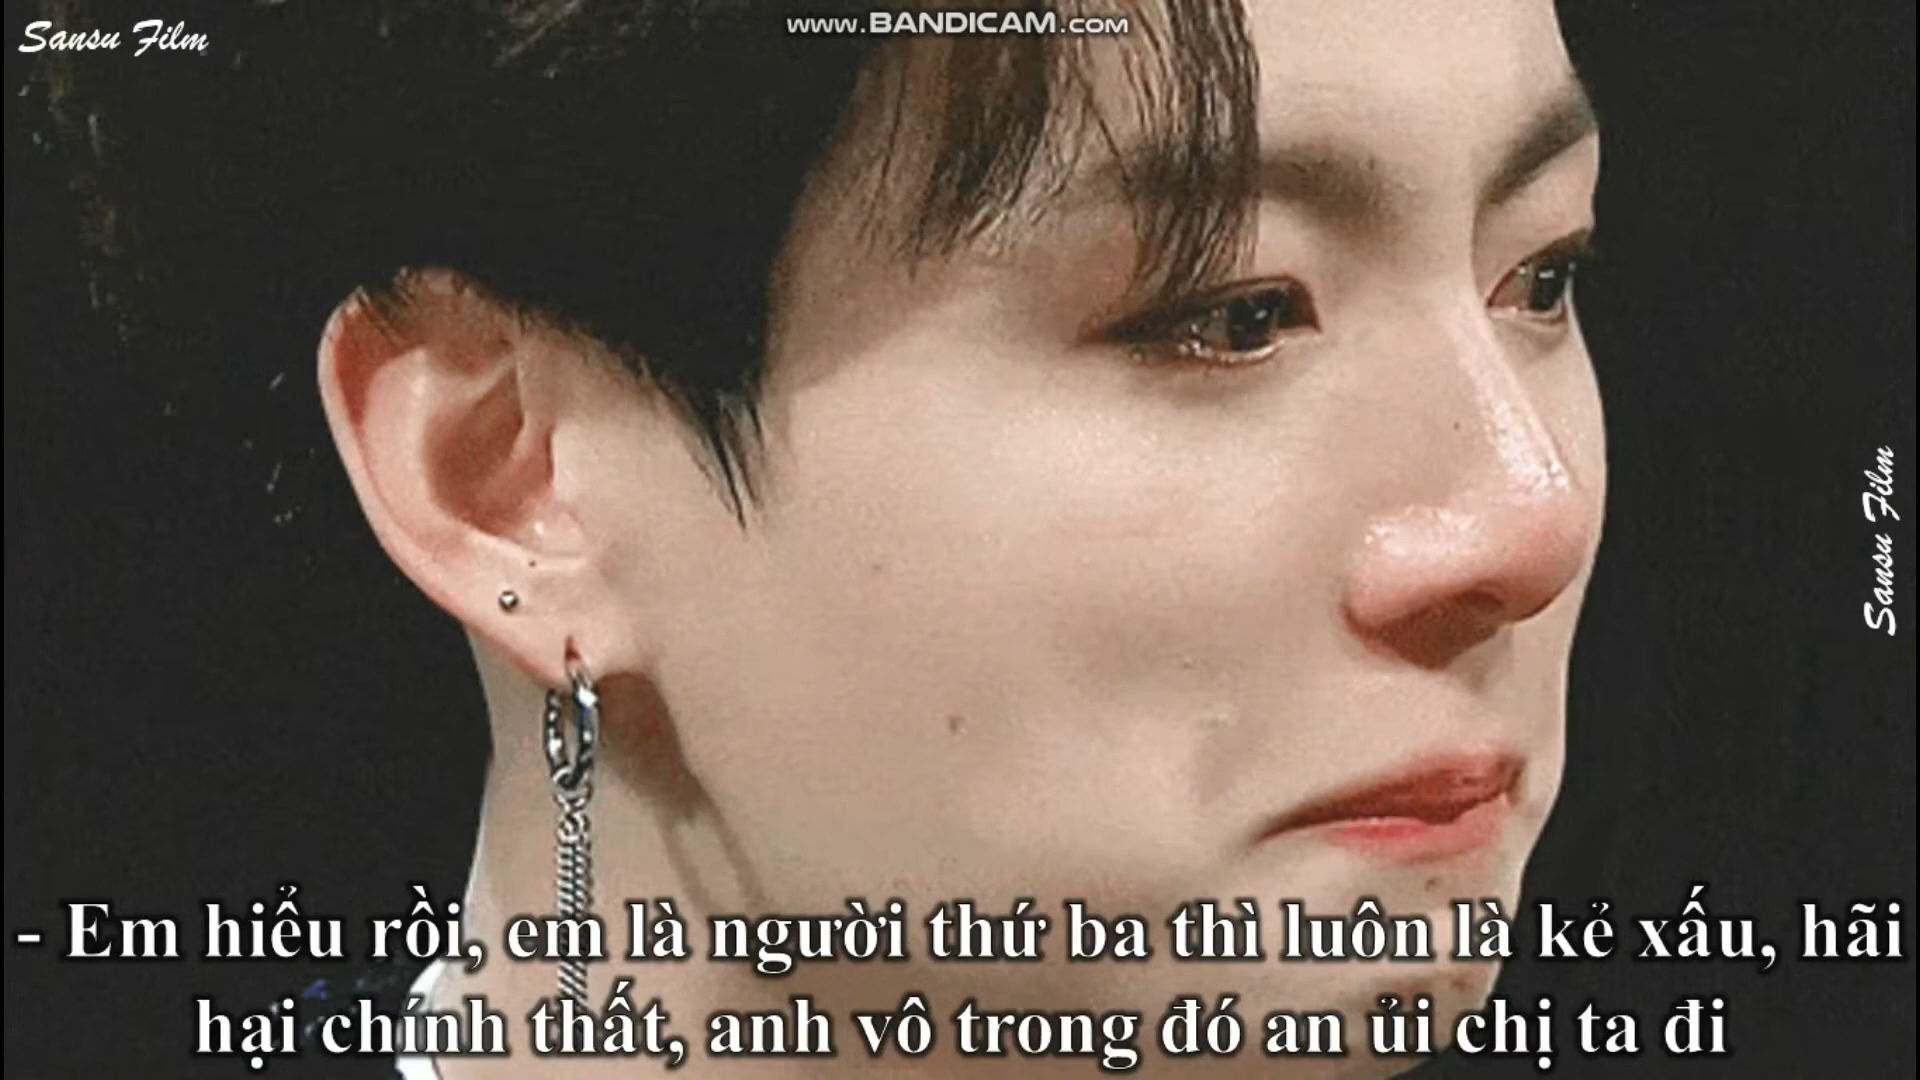 Sansu Film
www.BANDICAM.com
Sansu Film
- Em hiểu rồi, em là người thứ ba thì luôn là kẻ xấu, hãi
hại chính thất, anh vô trong đó an ủi chị ta đi